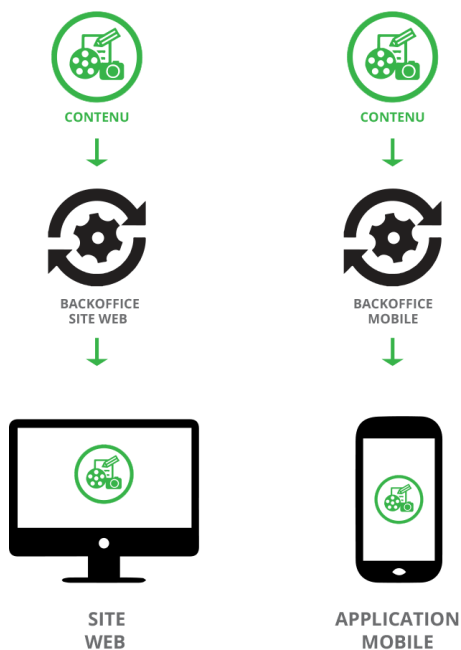 CONTENU
CONTENU
BACKOFFICE
SITE WEB
BACKOFFICE
MOBILE
SITE
WEB
APPLICATION
MOBILE